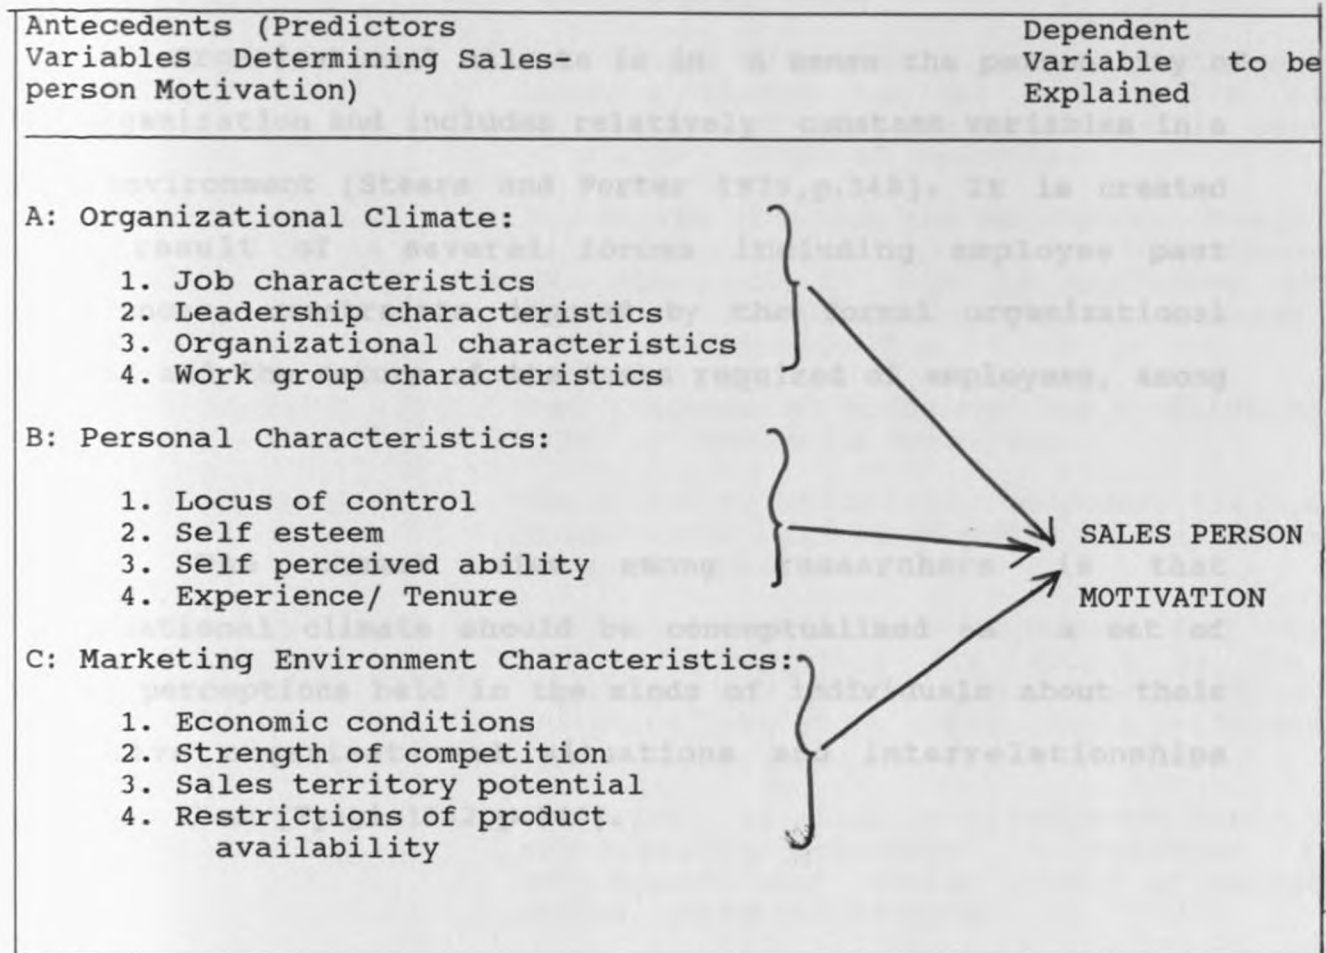 Antecedents (Predictors
Variables Determining Sales-
person Motivation)
Dependent
Variable to be
Explained
A: Organizational Climate:
1. Job characteristics
2. Leadership characteristics
3. Organizational characteristics
4. Work group characteristics
B: Personal Characteristics:
1. Locus of control
2. Self esteem
3. Self perceived ability
4. Experience/ Tenure
SALES PERSON
MOTIVATION
C: Marketing Environment Characteristics:
1. Economic conditions
2. Strength of competition
3. Sales territory potential
4. Restrictions of product
availability